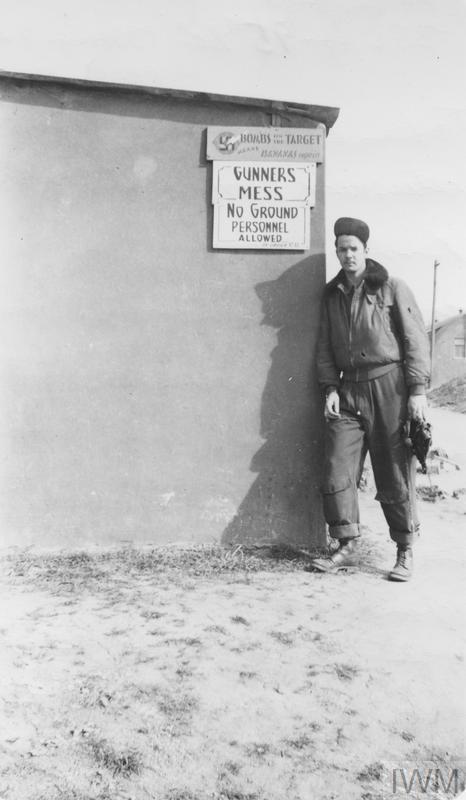 BOMBS ON THE TARGET
MEANS BANANAS
GUNNERS
MESS
NO GROUND
PERSONNEL
ALLOWED
IWM